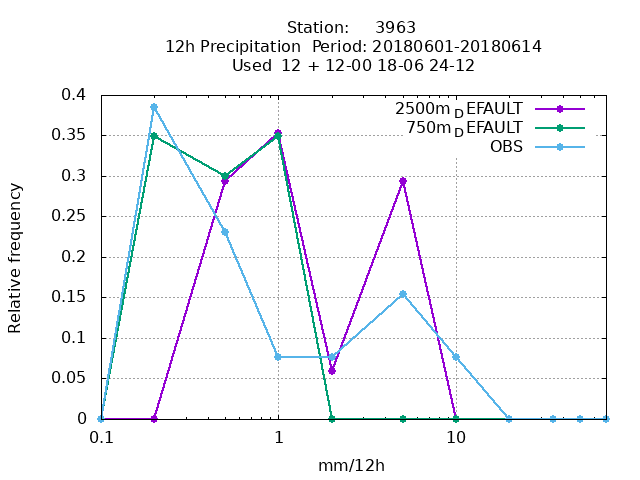 Station: 3963
12h Precipitation Period: 20180601-20180614
Used 12 + 12-00 18-06 24-12
0.4
0.35
0.3
0.25
0.2
0.15
0.1
0.05
0
2500m_DEFAULT
750m_DEFAULT
OBS
Relative frequency
0.1 1 10
mm/12h